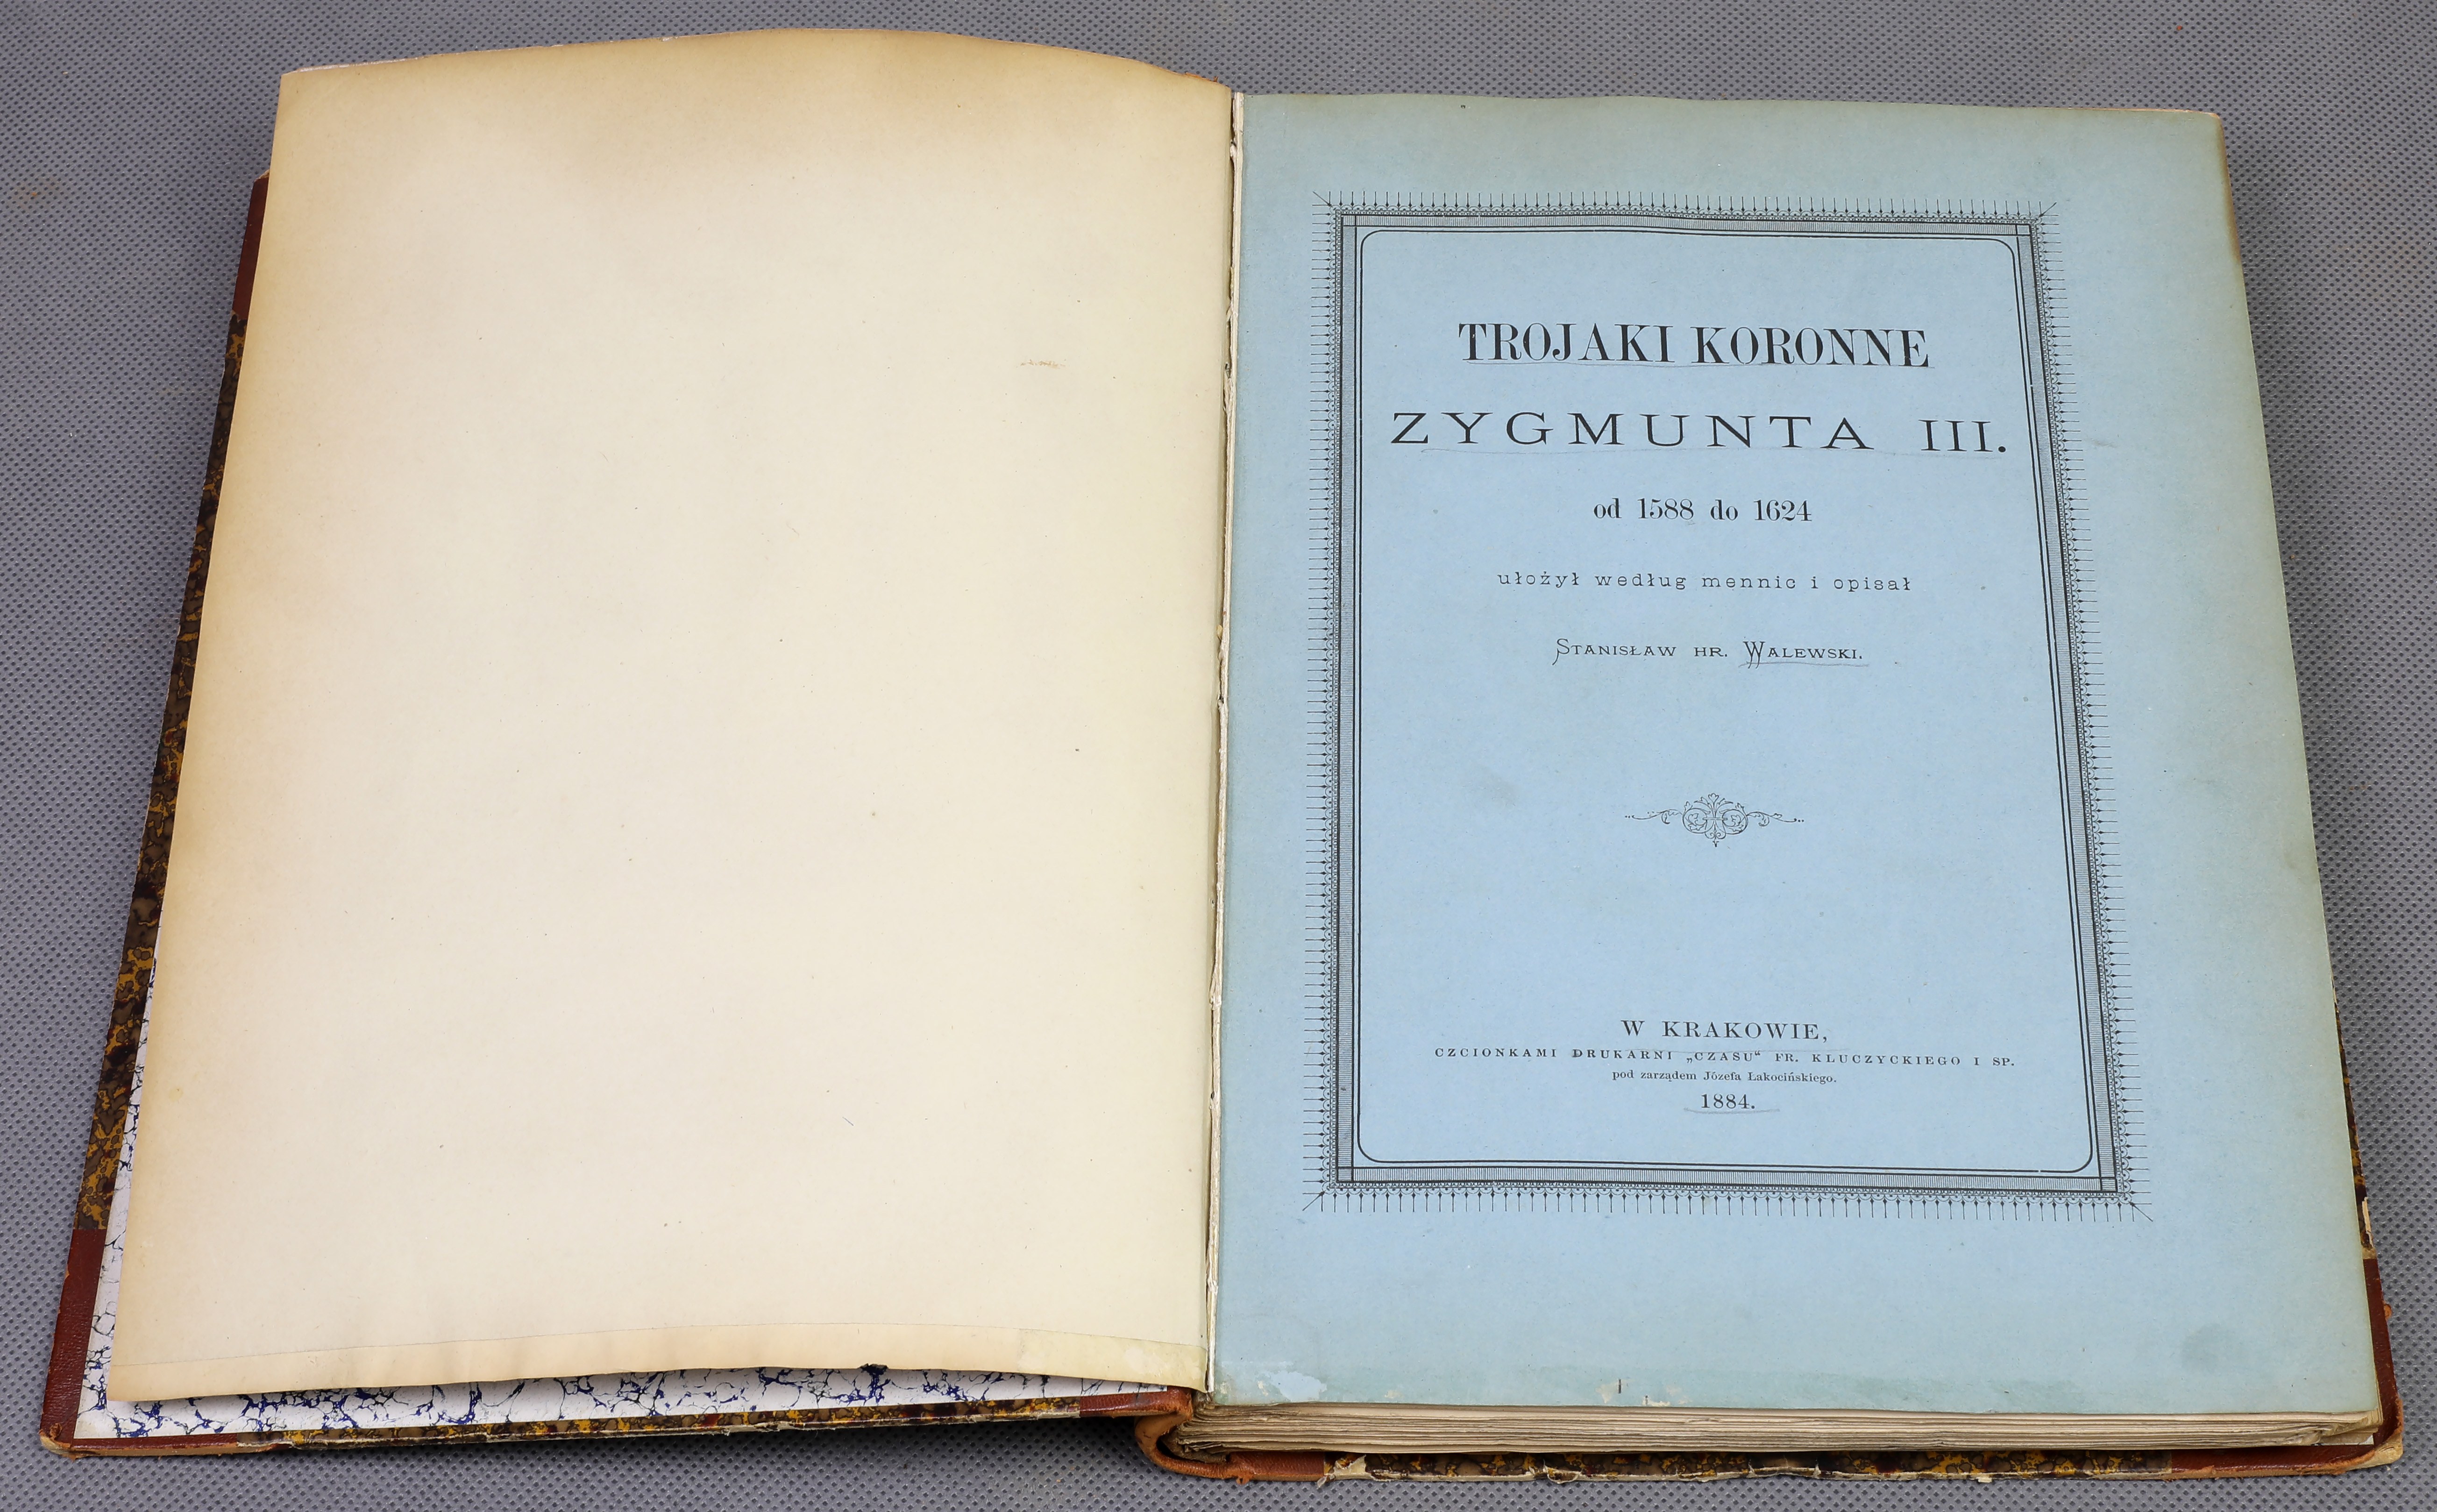 TROJAKI KORONNE
ZYGMUNTA III.
od 1588 do 1624
ułożył według mennic i opisał
STANISŁAW HR. WALEWSKI.
W KRAKOWIE,
CZCIONKAMI DRUKARNI „CZASU“ FR. KLUCZYCKIEGO I SP.
pod zarządem Józefa Łakocińskiego.
1884.